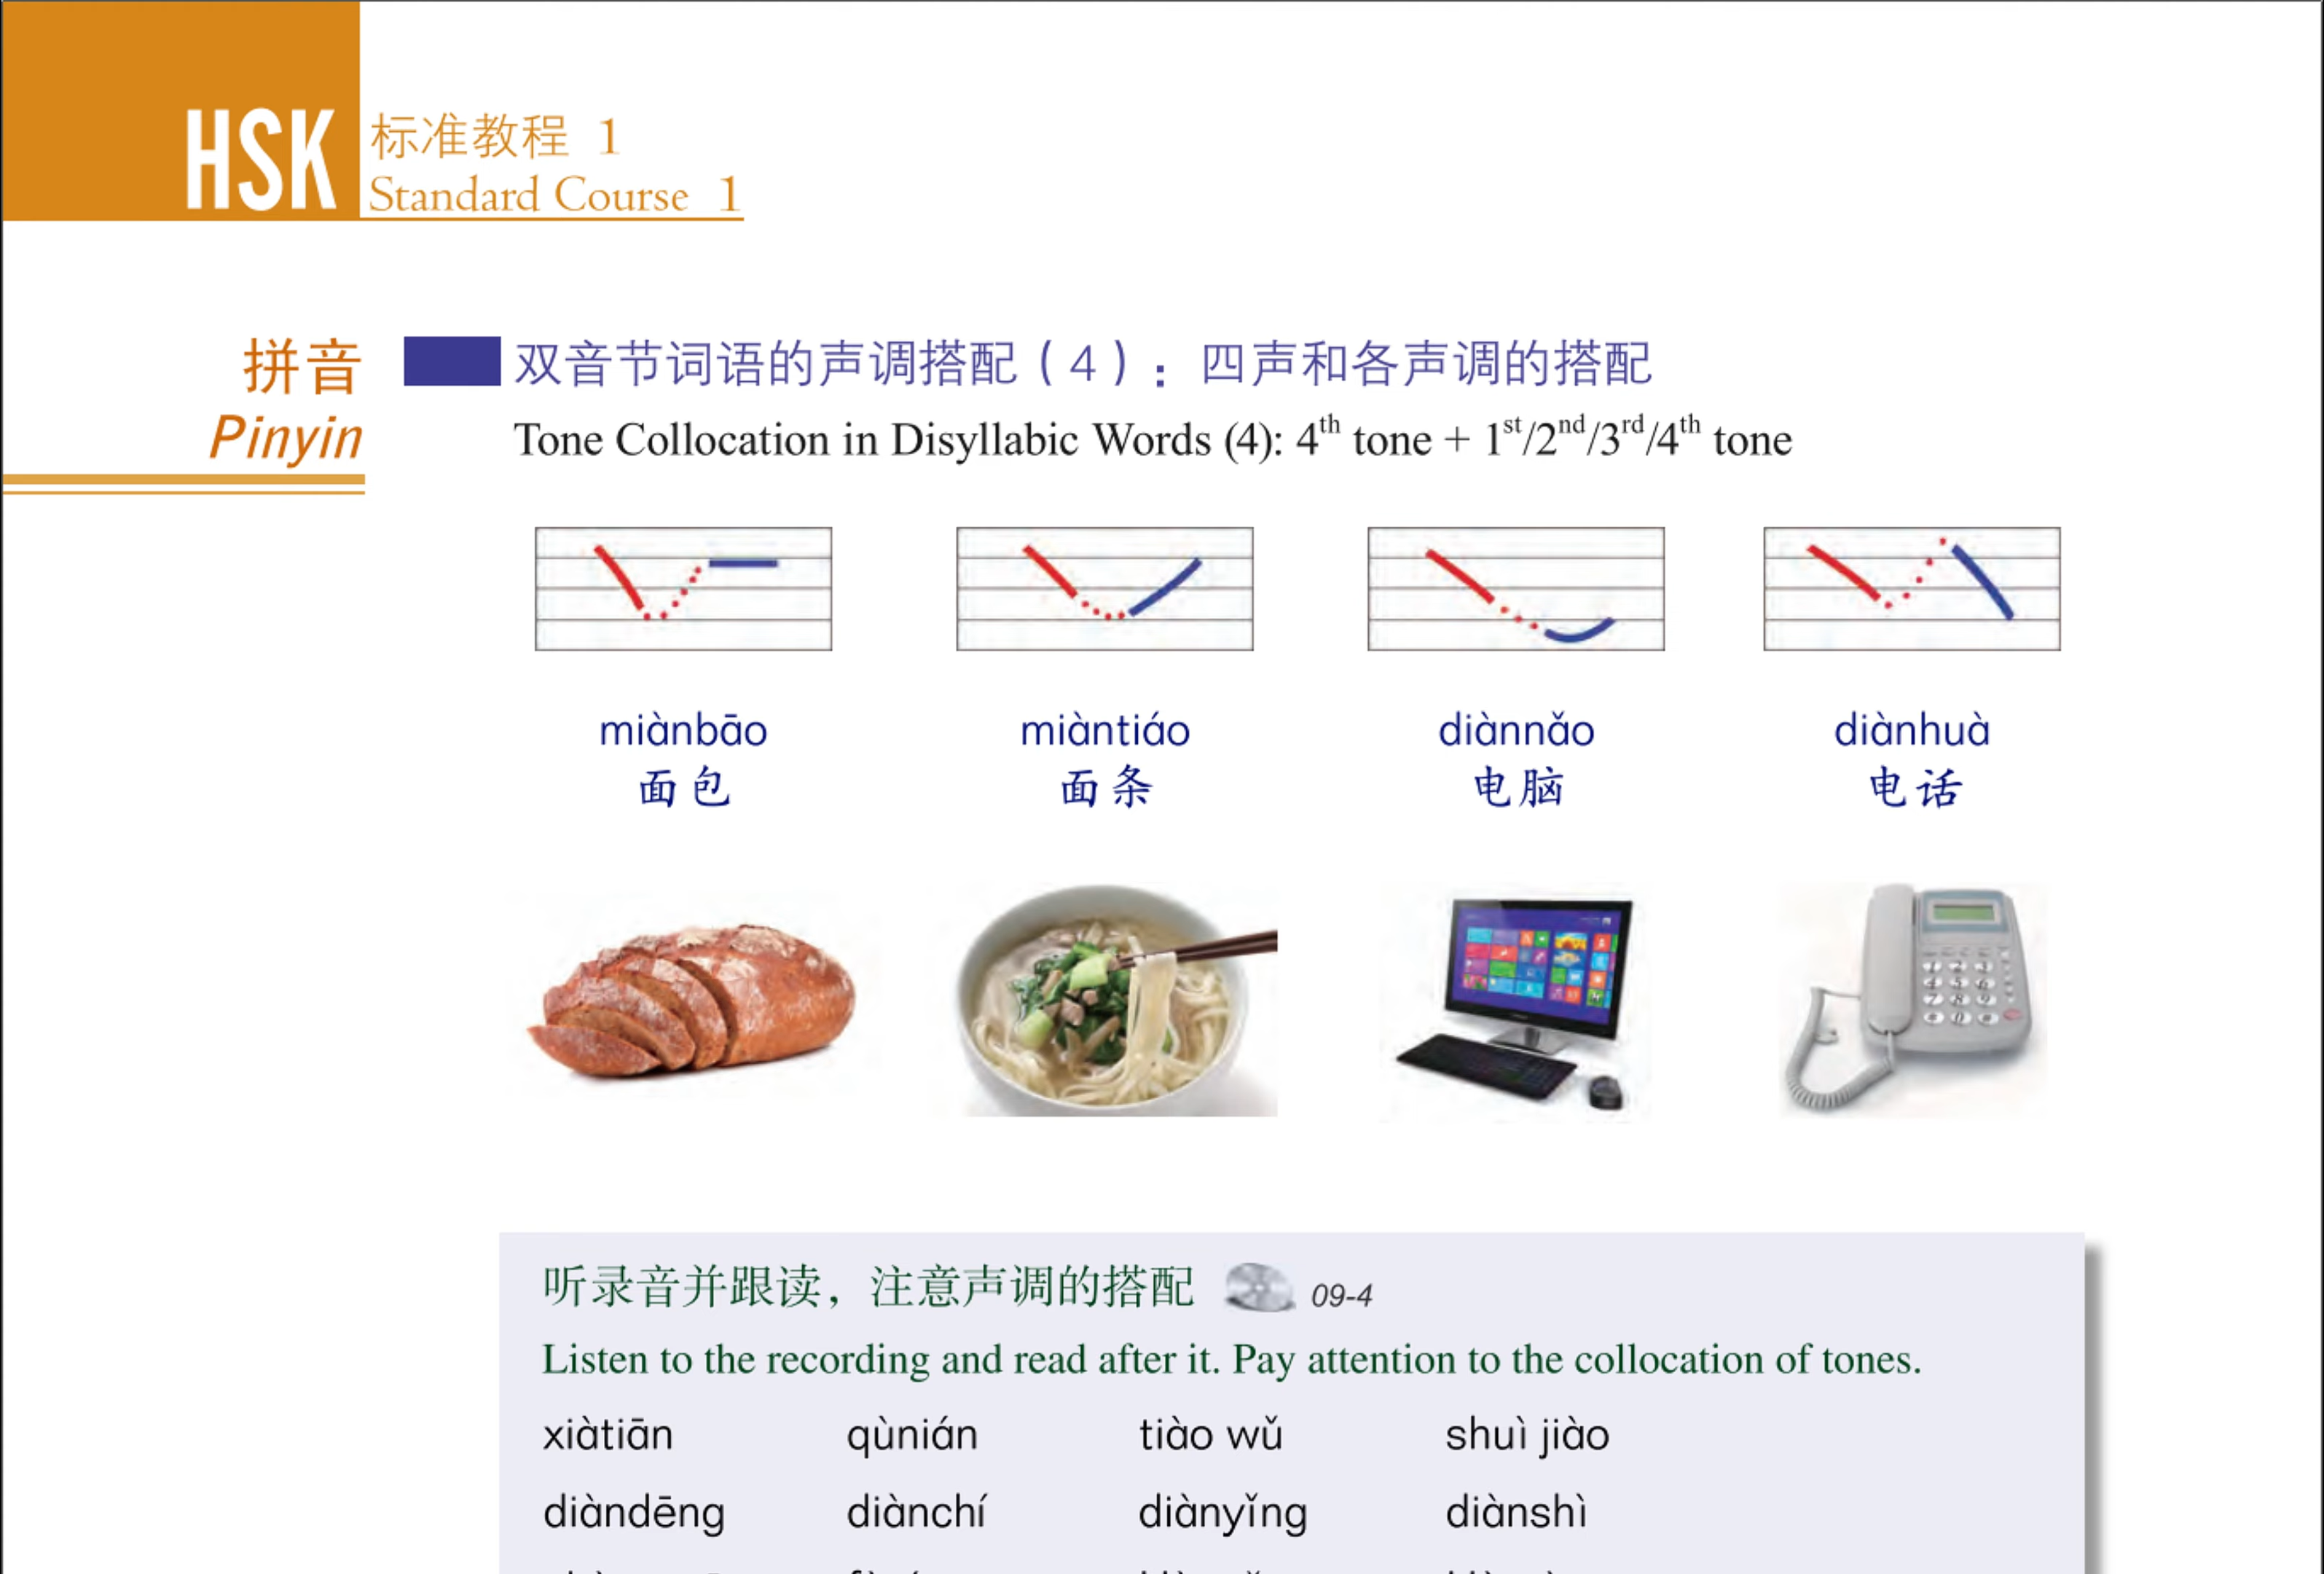 HSK 标准教程 1
Standard Course 1
拼音
Pinyin
双音节词语的声调搭配（4）：四声和各声调的搭配
Tone Collocation in Disyllabic Words (4): 4th tone + 1st/2nd/3rd/4th tone
miànbāo miàntiáo diànnǎo diànhuà
面包 面条 电脑 电话
听录音并跟读，注意声调的搭配 09-4
Listen to the recording and read after it. Pay attention to the collocation of tones.
xiàtiān qùnián tiào wǔ shuì jiào
diàndēng diànchí diànyǐng diànshì